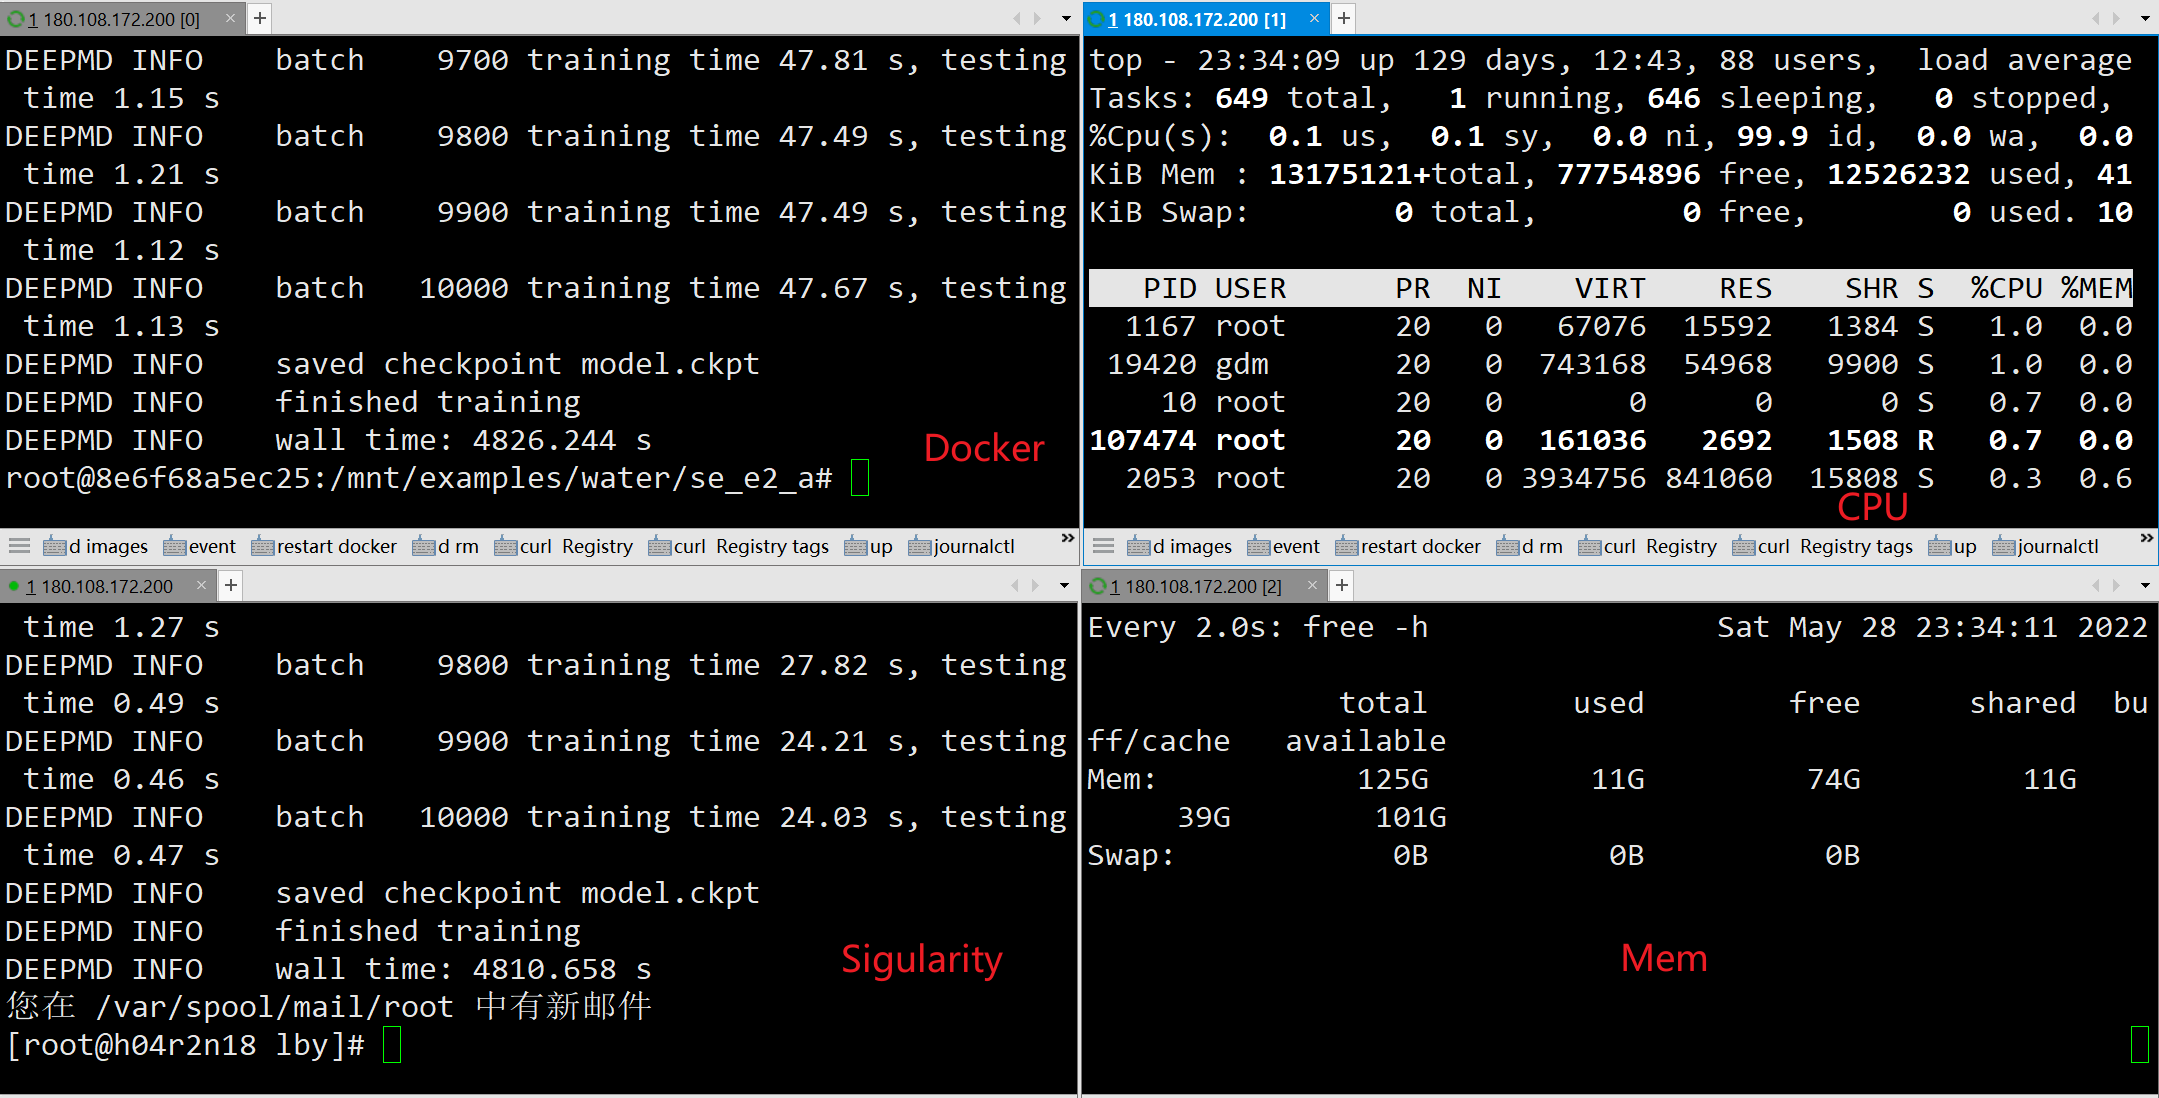 1 180.108.172.200 [0] × +
DEEPMD INFO    batch    9700 training time 47.81 s, testing
 time 1.15 s
DEEPMD INFO    batch    9800 training time 47.49 s, testing
 time 1.21 s
DEEPMD INFO    batch    9900 training time 47.49 s, testing
 time 1.12 s
DEEPMD INFO    batch   10000 training time 47.67 s, testing
 time 1.13 s
DEEPMD INFO    saved checkpoint model.ckpt
DEEPMD INFO    finished training
DEEPMD INFO    wall time: 4826.244 s
Docker
root@8e6f68a5ec25:/mnt/examples/water/se_e2_a#
d images event restart docker d rm curl Registry curl Registry tags up journalctl »
1 180.108.172.200 [1] × +
top - 23:34:09 up 129 days, 12:43, 88 users,  load average
Tasks: 649 total,   1 running, 646 sleeping,   0 stopped,
%Cpu(s):  0.1 us,  0.1 sy,  0.0 ni, 99.9 id,  0.0 wa,  0.0
KiB Mem : 13175121+total, 77754896 free, 12526232 used, 41
KiB Swap:        0 total,        0 free,        0 used. 10
PID USER      PR  NI    VIRT    RES    SHR S  %CPU %MEM
1167 root      20   0   67076  15592   1384 S   1.0  0.0
19420 gdm       20   0  743168  54968   9900 S   1.0  0.0
10 root      20   0       0      0      0 S   0.7  0.0
107474 root      20   0  161036   2692   1508 R   0.7  0.0
2053 root      20   0 3934756 841060  15808 S   0.3  0.6
CPU
d images event restart docker d rm curl Registry curl Registry tags up journalctl »
1 180.108.172.200 × +
 time 1.27 s
DEEPMD INFO    batch    9800 training time 27.82 s, testing
 time 0.49 s
DEEPMD INFO    batch    9900 training time 24.21 s, testing
 time 0.46 s
DEEPMD INFO    batch   10000 training time 24.03 s, testing
 time 0.47 s
DEEPMD INFO    saved checkpoint model.ckpt
DEEPMD INFO    finished training
DEEPMD INFO    wall time: 4810.658 s
Sigularity
您在 /var/spool/mail/root 中有新邮件
[root@h04r2n18 lby]#
1 180.108.172.200 [2] × +
Every 2.0s: free -h                Sat May 28 23:34:11 2022
total        used        free      shared  bu
ff/cache   available
Mem:           125G         11G         74G         11G
39G        101G
Swap:            0B          0B          0B
Mem